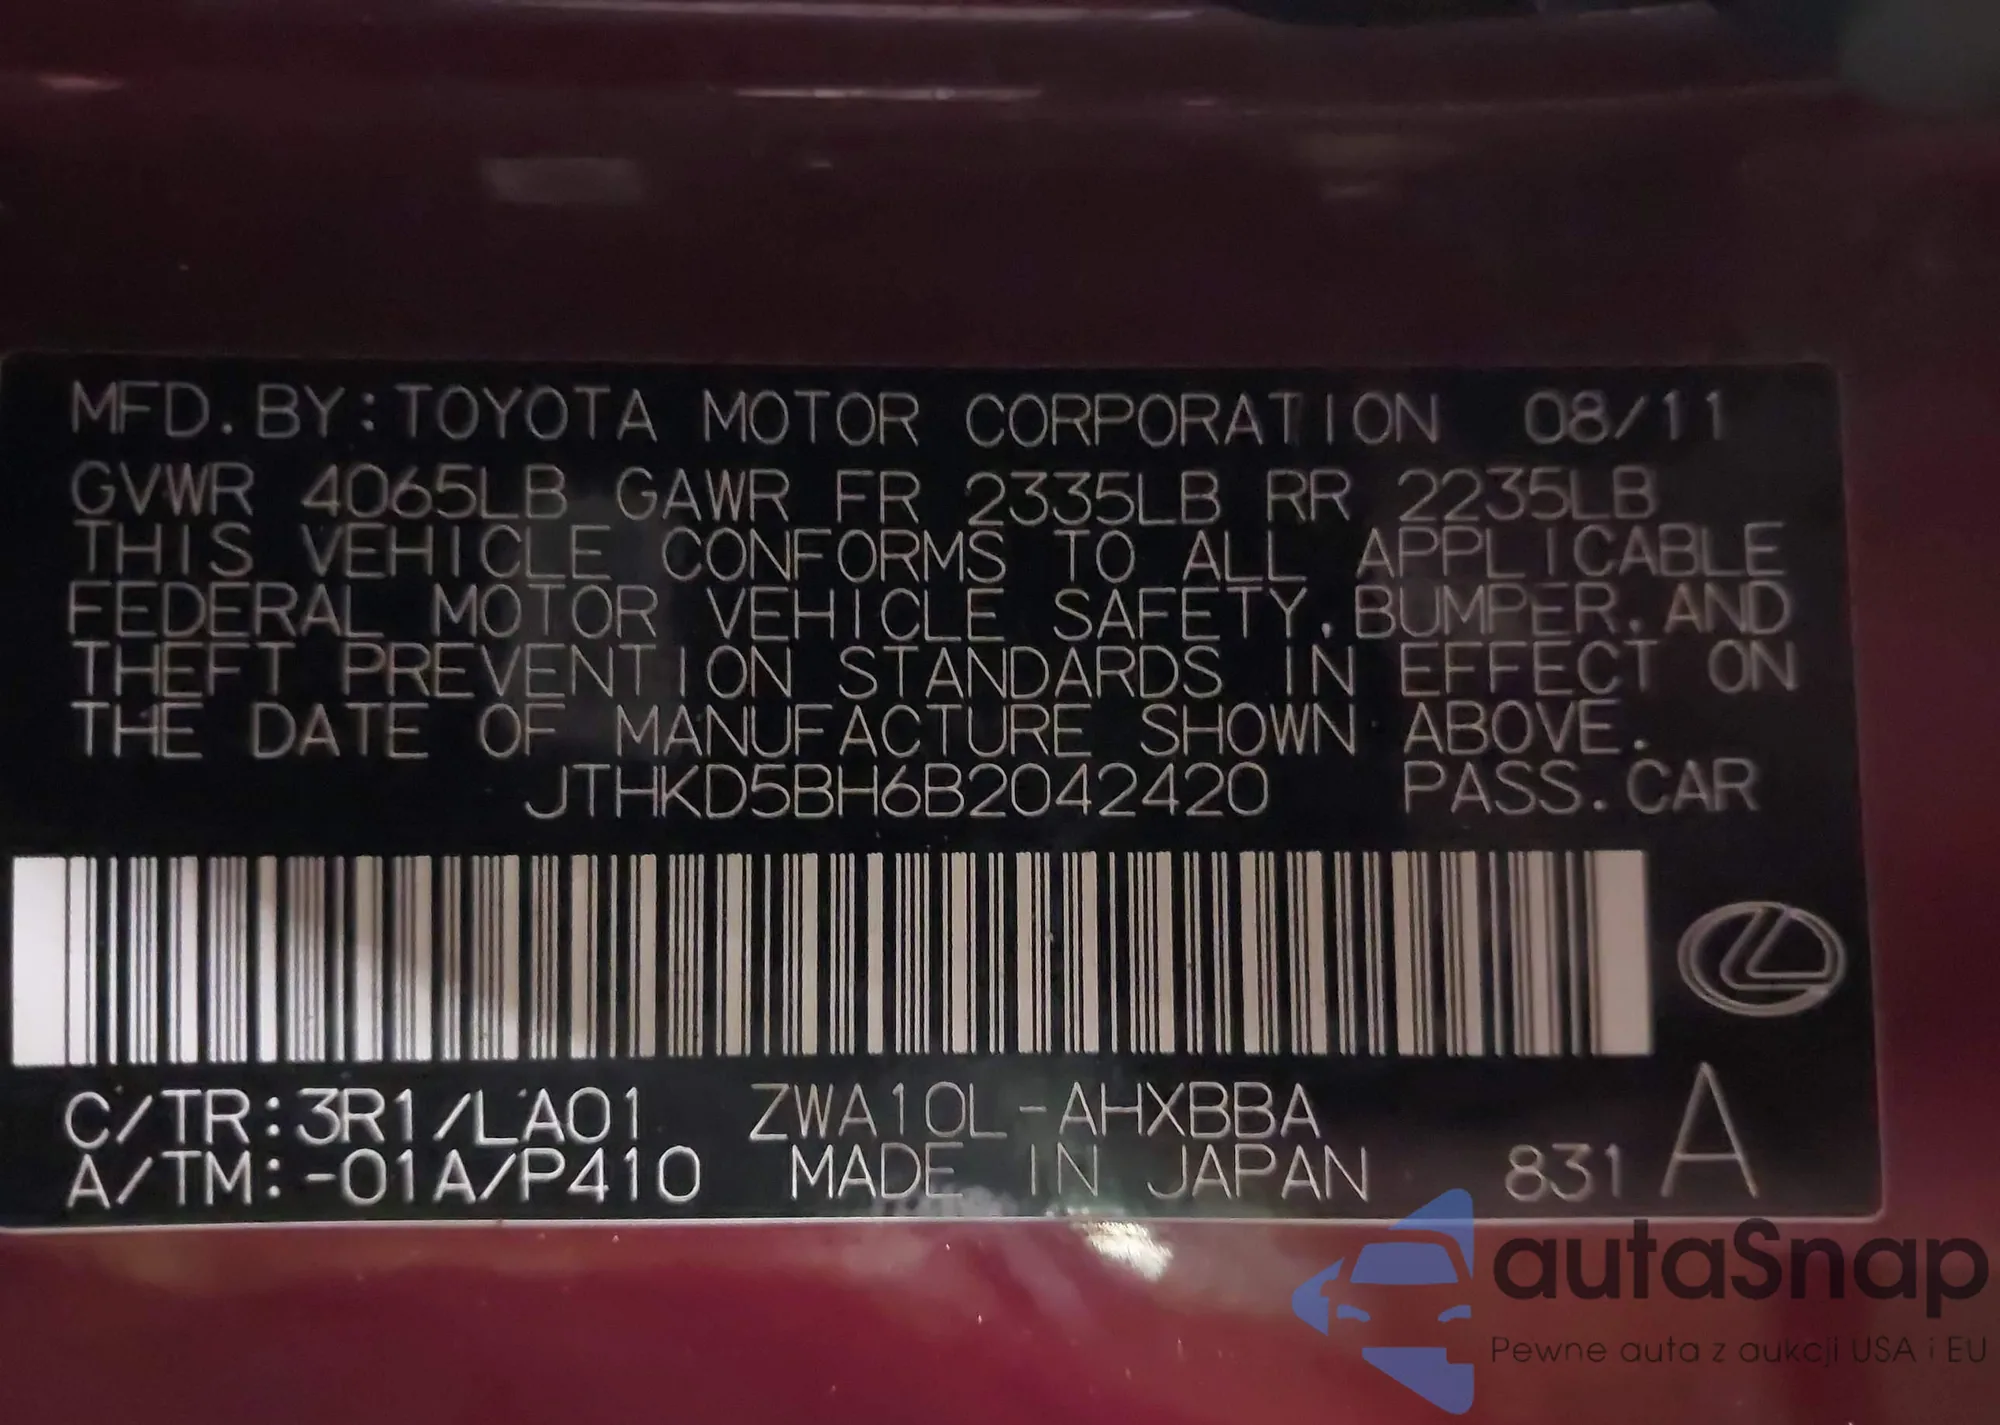 MFD. BY: TOYOTA MOTOR CORPORATION 08/11
GVWR 4065LB GAWR FR 2335LB RR 2235LB
THIS VEHICLE CONFORMS TO ALL APPLICABLE
FEDERAL MOTOR VEHICLE SAFETY, BUMPER, AND
THEFT PREVENTION STANDARDS IN EFFECT ON
THE DATE OF MANUFACTURE SHOWN ABOVE.
JTHKD5BH6B2042420 PASS. CAR
C/TR: 3R1/LA01 ZWA10L-AHXBBA
A/TM: -01A/P410 MADE IN JAPAN 831 A
autaSnap
Pewne auta z aukcji USA i EU